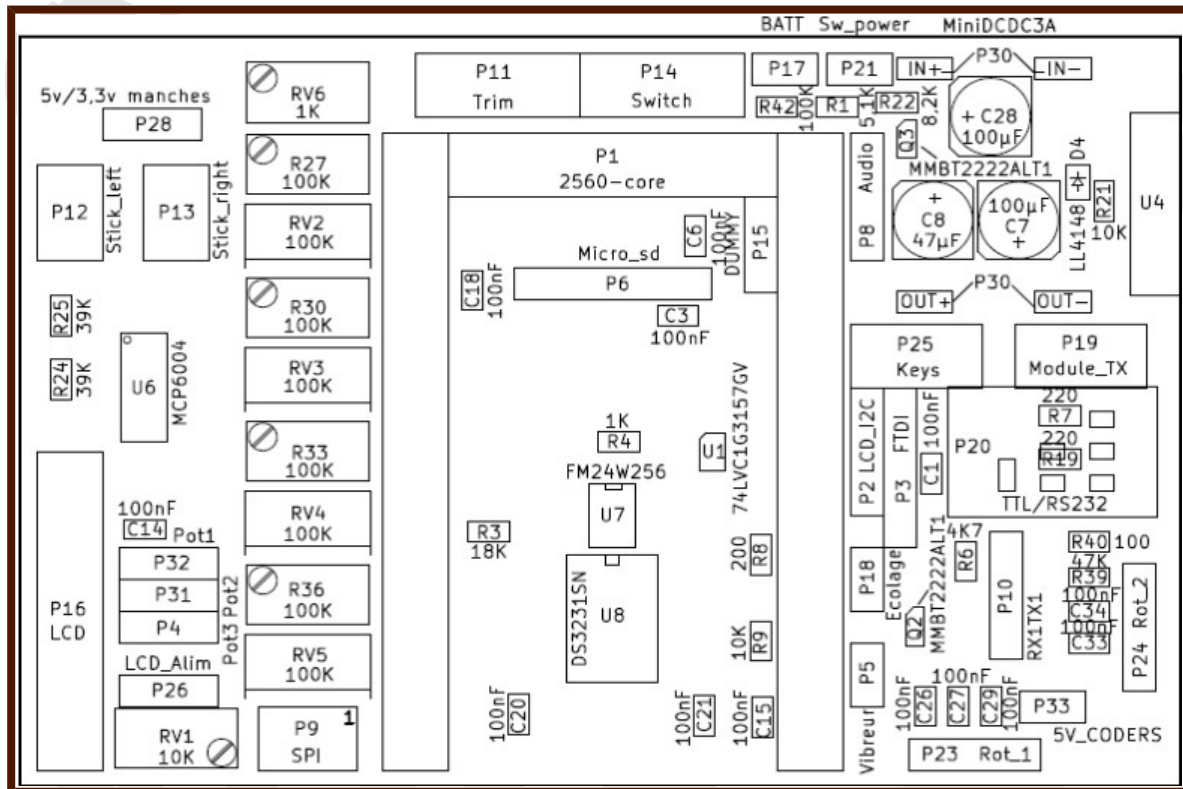 BATT Sw_power MiniDCDC3A
5v/3,3v manches
P28
P12
Stick_left
P13
Stick_right
RV6
1K
R27
100K
RV2
100K
R30
100K
RV3
100K
R33
100K
RV4
100K
R36
100K
RV5
100K
P9 1
SPI
R25
39K
R24
39K
U6
MCP6004
P16
LCD
100nF
C14
Pot1
P32
P31
Pot2
P4
Pot3
LCD_Alim
P26
RV1
10K
P11
Trim
P14
Switch
P17
P21
R42
100K
R1
5,1K
R22
8,2K
P30
IN+
IN-
+ C28
100µF
Q3
MMBT2222ALT1
P1
2560-core
Audio
P8
+
C8
47µF
100µF
C7
+
D4
LL4148
R21
10K
U4
C6
100nF
DUMMY
P15
Micro_sd
P6
C18
100nF
C3
100nF
P30
OUT+
OUT-
P25
Keys
P19
Module_TX
1K
R4
U1
74LVC1G3157GV
FM24W256
U7
R3
18K
DS3231SN
U8
200
R8
10K
R9
100nF
C20
100nF
C21
100nF
C15
P2 LCD_I2C
P3 FTDI
100nF
C1
P20
220
R7
220
R19
TTL/RS232
P18
Ecolage
4K7
R6
Q2
MMBT2222ALT1
P10
RX1TX1
R40 100
47K
R39
100nF
C34
100nF
C33
P24 Rot_2
P5
Vibreur
100nF
C26
100nF
C27
C29
100nF
P33
5V_CODERS
P23 Rot_1